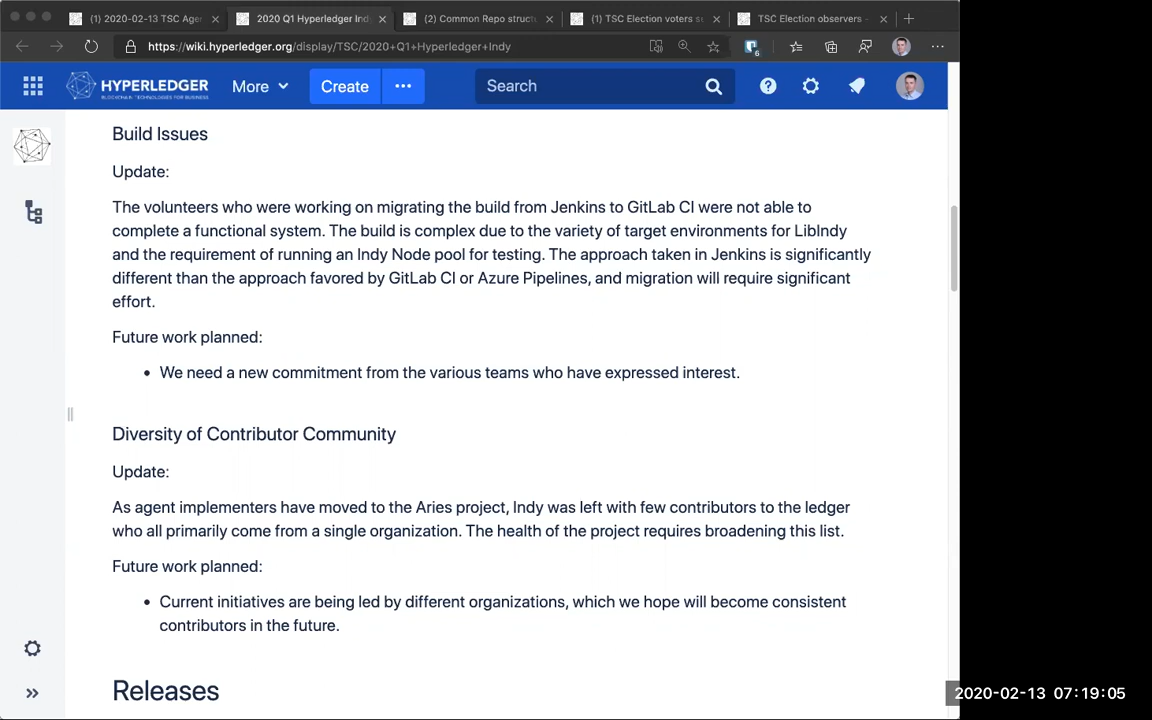 (1) 2020-02-13 TSC Age
2020 Q1 Hyperledger Ind
(2) Common Repo struct
(1) TSC Election voters s
TSC Election observers -
https://wiki.hyperledger.org/display/TSC/2020+Q1+Hyperledger+Indy
6
HYPERLEDGER
BLOCKCHAIN TECHNOLOGIES FOR BUSINESS
More
Create
Search
Build Issues
Update:
The volunteers who were working on migrating the build from Jenkins to GitLab CI were not able to
complete a functional system. The build is complex due to the variety of target environments for LibIndy
and the requirement of running an Indy Node pool for testing. The approach taken in Jenkins is significantly
different than the approach favored by GitLab CI or Azure Pipelines, and migration will require significant
effort.
Future work planned:
• We need a new commitment from the various teams who have expressed interest.
Diversity of Contributor Community
Update:
As agent implementers have moved to the Aries project, Indy was left with few contributors to the ledger
who all primarily come from a single organization. The health of the project requires broadening this list.
Future work planned:
• Current initiatives are being led by different organizations, which we hope will become consistent
contributors in the future.
Releases
2020-02-13 07:19:05